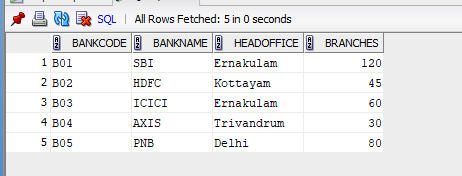 SQL | All Rows Fetched: 5 in 0 seconds
BANKCODE BANKNAME HEADOFFICE BRANCHES
1 B01 SBI Ernakulam 120
2 B02 HDFC Kottayam 45
3 B03 ICICI Ernakulam 60
4 B04 AXIS Trivandrum 30
5 B05 PNB Delhi 80